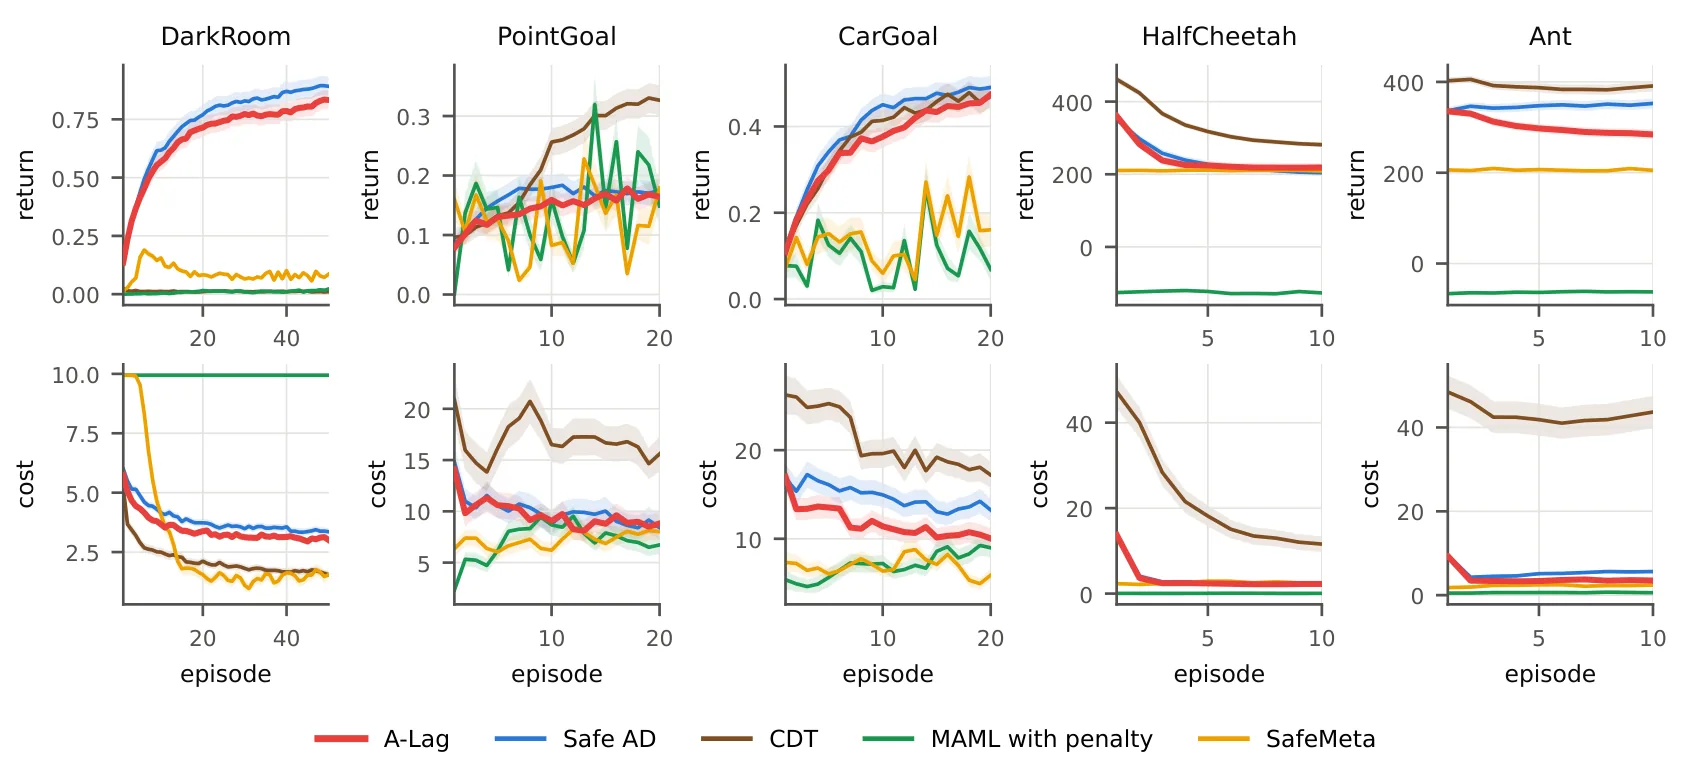 DarkRoom PointGoal CarGoal HalfCheetah Ant
return 0.75 0.50 0.25 0.00 20 40
return 0.3 0.2 0.1 0.0 10 20
return 0.4 0.2 0.0 10 20
return 400 200 0 5 10
return 400 200 0 5 10
cost 10.0 7.5 5.0 2.5 20 40
cost 20 15 10 5 10 20
cost 20 10 10 20
cost 40 20 0 5 10
cost 40 20 0 5 10
episode episode episode episode episode
A-Lag Safe AD CDT MAML with penalty SafeMeta